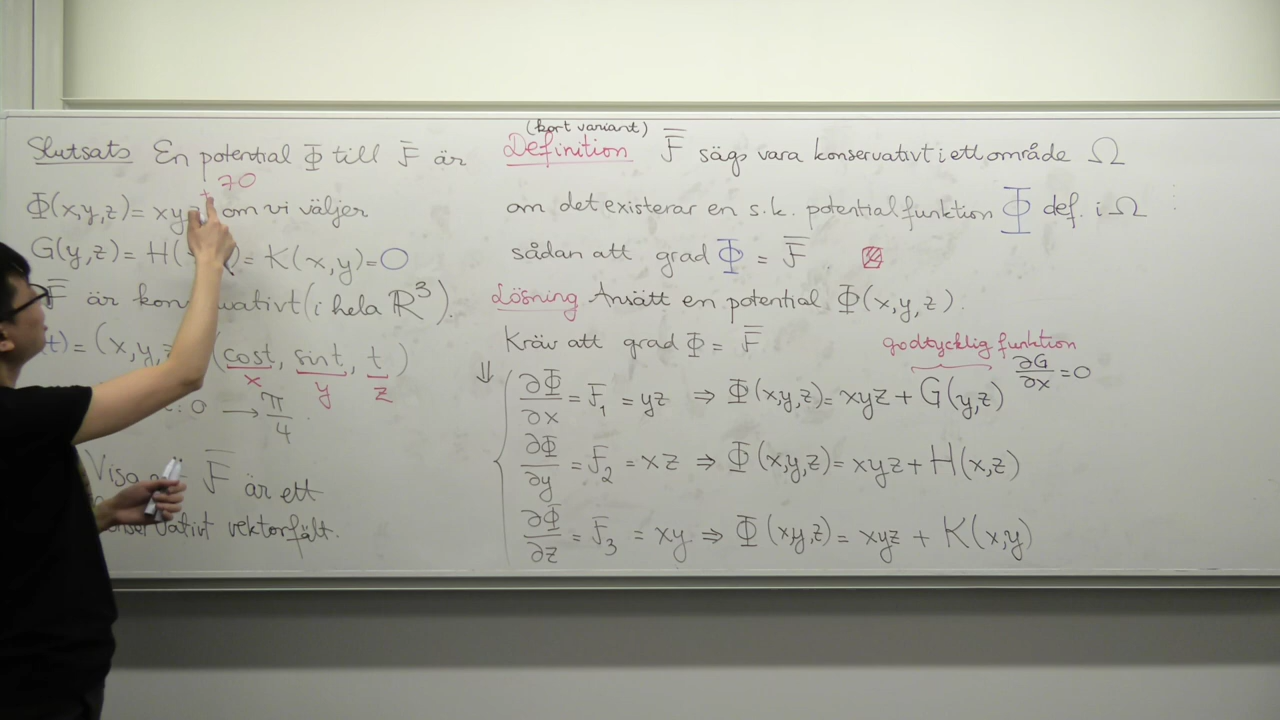 Slutsats En potential Φ till F̄ är
+70
Φ(x,y,z)= xyz om vi väljer
G(y,z)= H( )= K(x,y)=0
F̄ är konservativt (i hela ℝ³).
t)= (x,y,z (cost, sint, t)
x y z
: 0 → π/4
Visa F̄ är ett
konservativt vektorfält.
(kort variant)
Definition F̄ sägs vara konservativt i ett område Ω
om det existerar en s.k. potentialfunktion Φ def. i Ω
sådan att grad Φ = F̄.
Lösning Ansätt en potential Φ(x,y,z).
Kräv att grad Φ = F̄
godtycklig funktion
∂G/∂x = 0
⇓ { ∂Φ/∂x = F₁ = yz ⇒ Φ(x,y,z)= xyz + G(y,z)
∂Φ/∂y = F₂ = xz ⇒ Φ(x,y,z)= xyz + H(x,z)
∂Φ/∂z = F₃ = xy ⇒ Φ(x,y,z)= xyz + K(x,y)